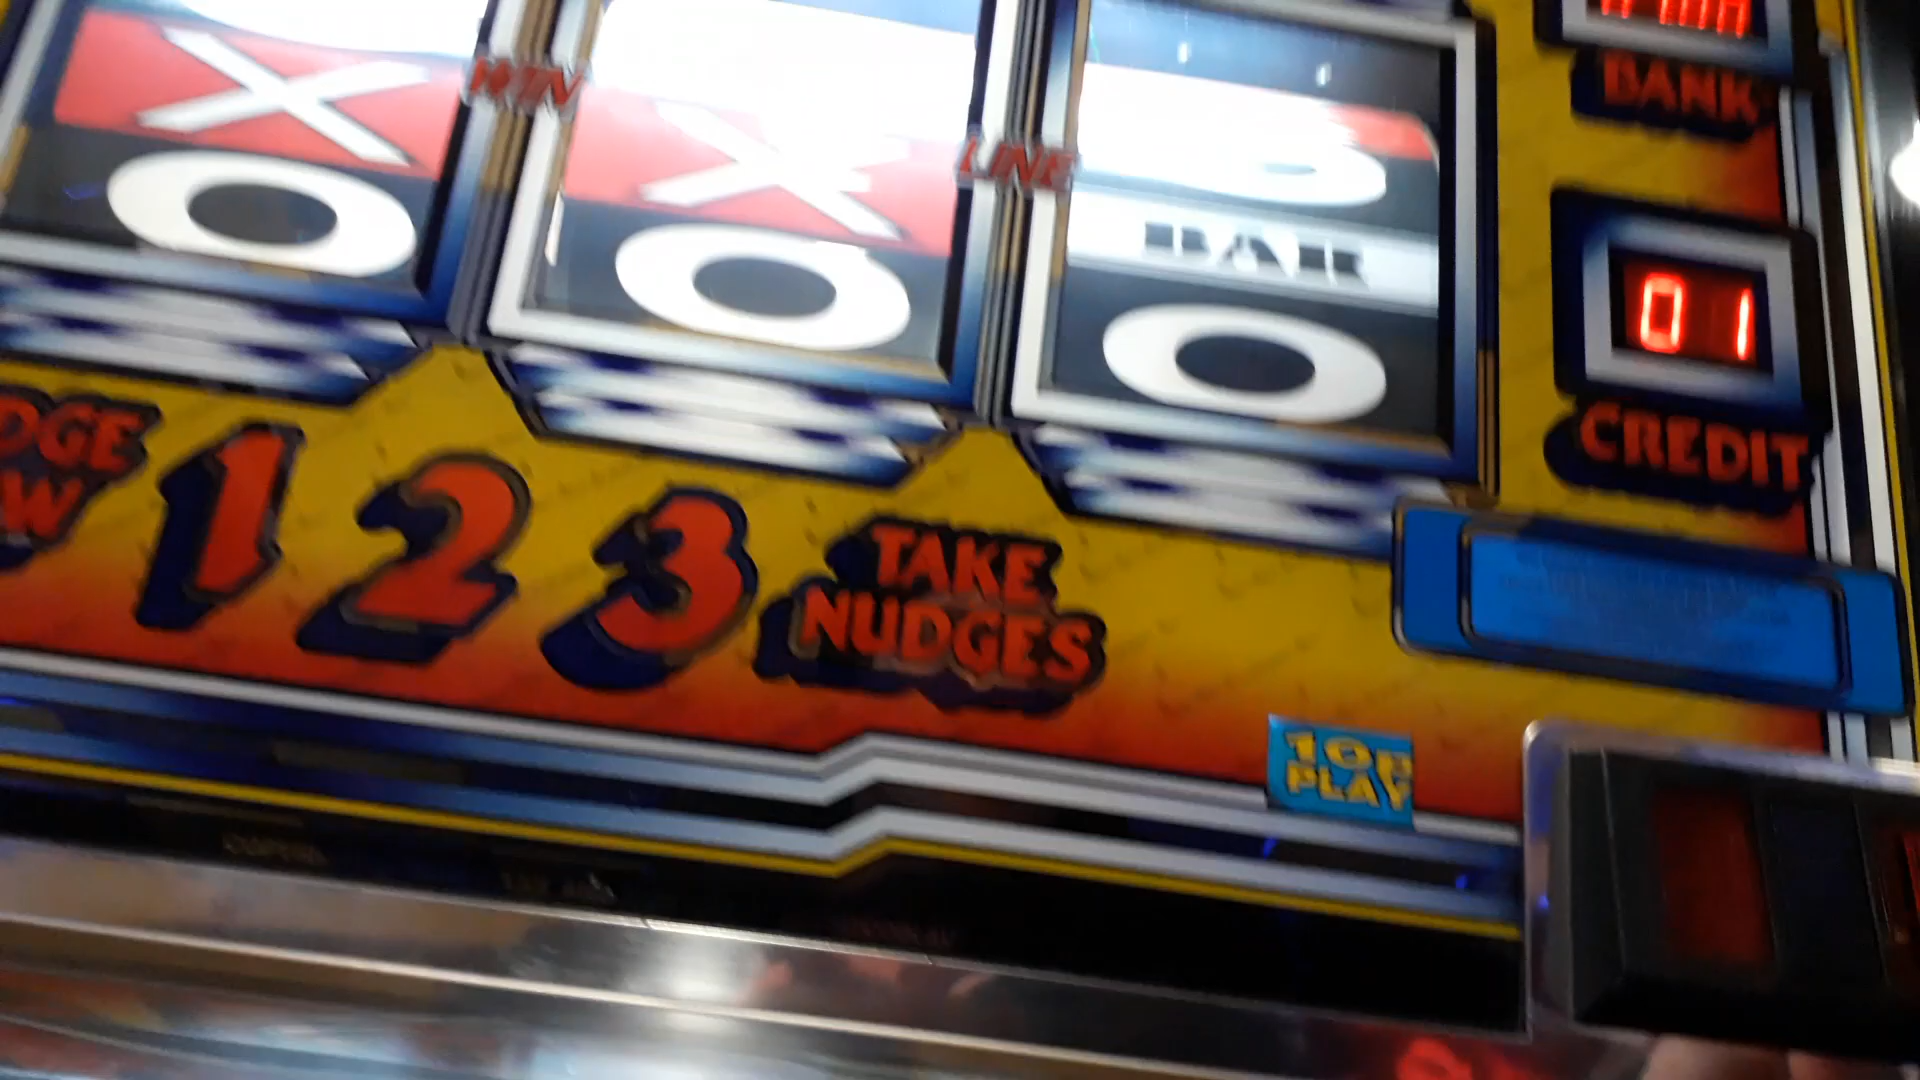 X
O
WIN
X
O
LINE
O
BAR
O
BANK
01
CREDIT
1 2 3
TAKE
NUDGES
10P
PLAY